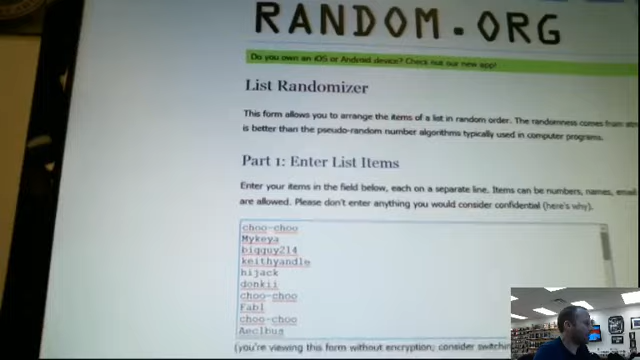 RANDOM.ORG
Do you own an iOS or Android device? Check out our new app!
List Randomizer
This form allows you to arrange the items of a list in random order. The randomness comes from
is better than the pseudo-random number algorithms typically used in computer programs.
Part 1: Enter List Items
Enter your items in the field below, each on a separate line. Items can be numbers, names, email
are allowed. Please don't enter anything you would consider confidential (here's why).
choo-choo
Mykeya
bigguy214
keithyandle
hijack
donkii
choo-choo
Fabl
choo-choo
(you're viewing this form without encryption; consider